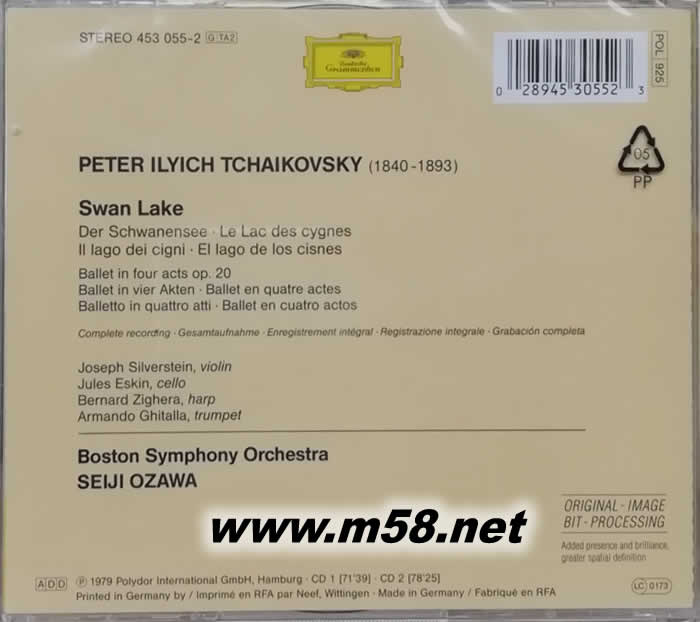 STEREO 453 055-2 G TA2
Deutsche
Grammophon
0 28945 30552 3
POL 925
05
PP
PETER ILYICH TCHAIKOVSKY (1840-1893)
Swan Lake
Der Schwanensee · Le Lac des cygnes
Il lago dei cigni · El lago de los cisnes
Ballet in four acts op. 20
Ballet in vier Akten · Ballet en quatre actes
Balletto in quattro atti · Ballet en cuatro actos
Complete recording · Gesamtaufnahme · Enregistrement intégral · Registrazione integrale · Grabación completa
Joseph Silverstein, violin
Jules Eskin, cello
Bernard Zighera, harp
Armando Ghitalla, trumpet
Boston Symphony Orchestra
SEIJI OZAWA
www.m58.net
ORIGINAL - IMAGE
BIT - PROCESSING
Added presence and brilliance,
greater spatial definition
ADD ℗ 1979 Polydor International GmbH, Hamburg · CD 1 [71'39] · CD 2 [78'25]
Printed in Germany by / Imprimé en RFA par Neef, Wittingen · Made in Germany / Fabriqué en RFA
LC 0173